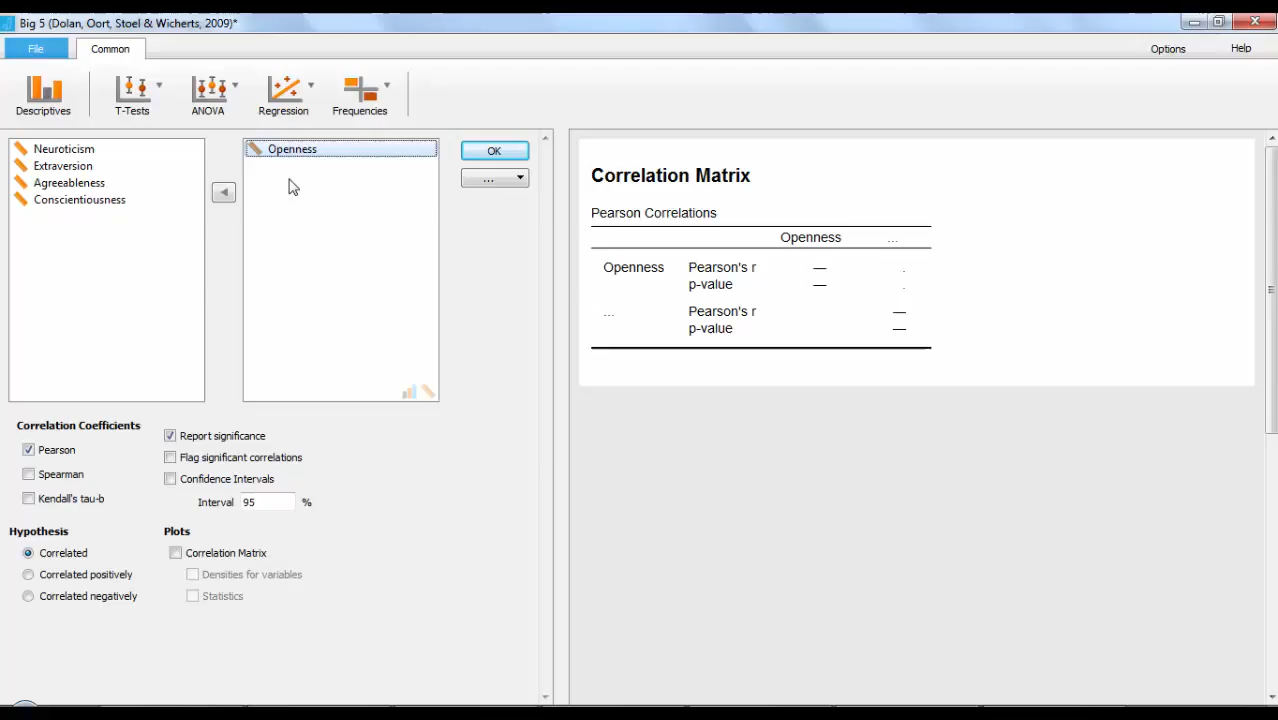 Big 5 (Dolan, Oort, Stoel & Wicherts, 2009)*
File Common Options Help
Descriptives T-Tests ANOVA Regression Frequencies
Neuroticism
Extraversion
Agreeableness
Conscientiousness
Openness
OK
...
Correlation Coefficients
Pearson
Spearman
Kendall's tau-b
Report significance
Flag significant correlations
Confidence Intervals
Interval 95 %
Hypothesis
Correlated
Correlated positively
Correlated negatively
Plots
Correlation Matrix
Densities for variables
Statistics
Correlation Matrix
Pearson Correlations
Openness ...
Openness Pearson's r — .
p-value — .
... Pearson's r —
p-value —